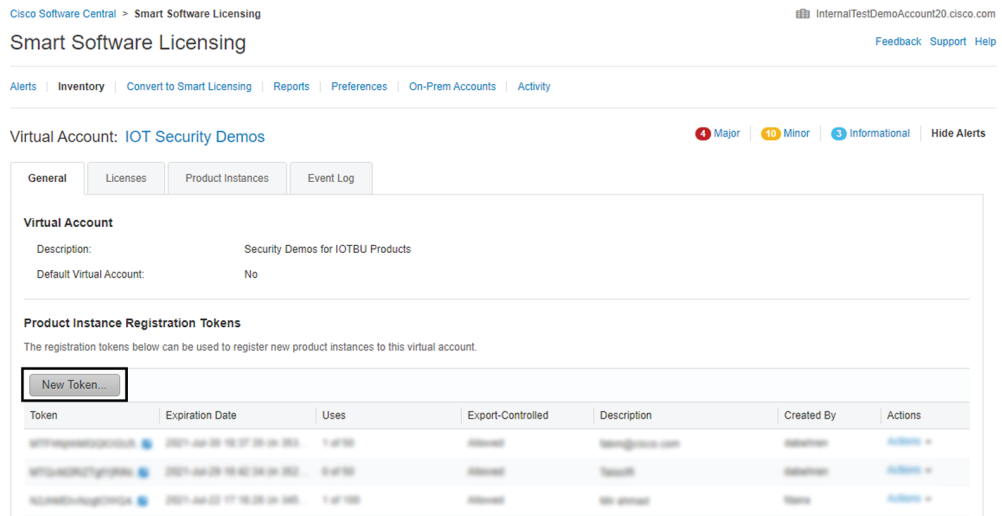 Cisco Software Central > Smart Software Licensing
InternalTestDemoAccount20.cisco.com
Smart Software Licensing
Feedback Support Help
Alerts Inventory Convert to Smart Licensing Reports Preferences On-Prem Accounts Activity
Virtual Account: IOT Security Demos
4 Major 10 Minor 3 Informational Hide Alerts
General Licenses Product Instances Event Log
Virtual Account
Description: Security Demos for IOTBU Products
Default Virtual Account: No
Product Instance Registration Tokens
The registration tokens below can be used to register new product instances to this virtual account.
New Token...
Token Expiration Date Uses Export-Controlled Description Created By Actions
Actions
Actions
Actions